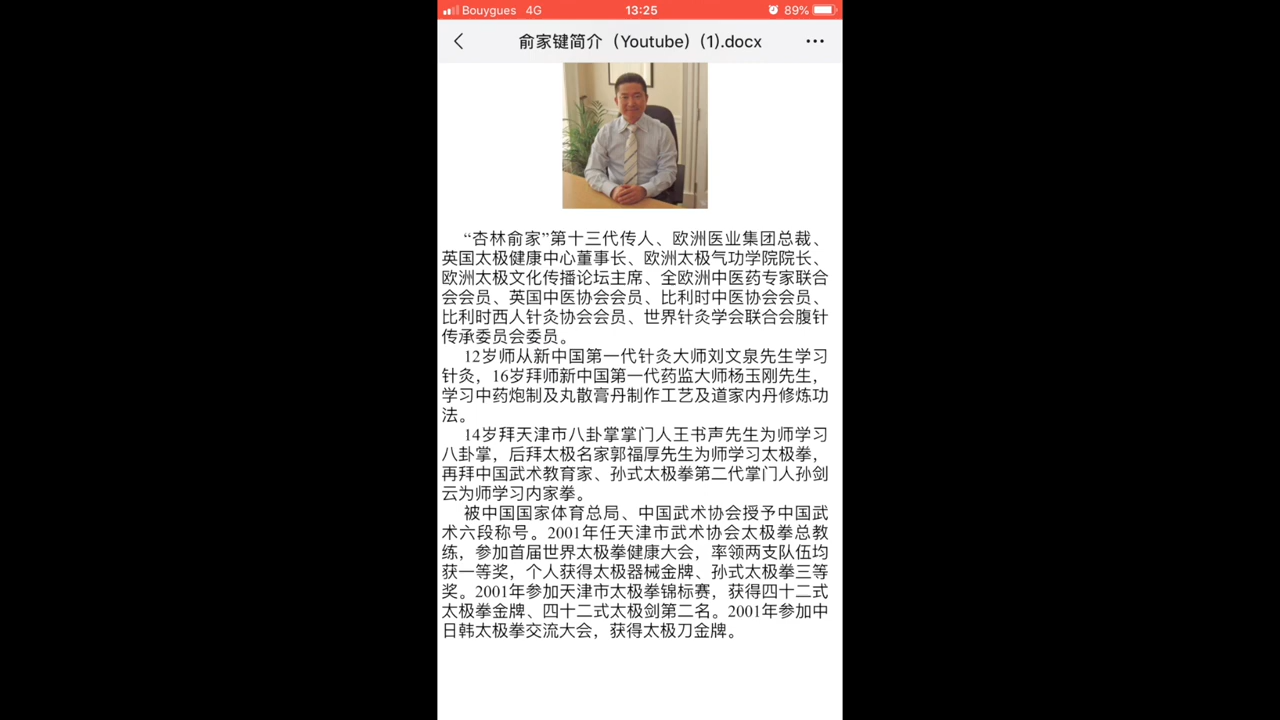 Bouygues 4G 13:25 89%
俞家键简介（Youtube）(1).docx
“杏林俞家”第十三代传人、欧洲医业集团总裁、
英国太极健康中心董事长、欧洲太极气功学院院长、
欧洲太极文化传播论坛主席、全欧洲中医药专家联合
会会员、英国中医协会会员、比利时中医协会会员、
比利时西人针灸协会会员、世界针灸学会联合会腹针
传承委员会委员。
12岁师从新中国第一代针灸大师刘文泉先生学习
针灸，16岁拜师新中国第一代药监大师杨玉刚先生，
学习中药炮制及丸散膏丹制作工艺及道家内丹修炼功
法。
14岁拜天津市八卦掌掌门人王书声先生为师学习
八卦掌，后拜太极名家郭福厚先生为师学习太极拳，
再拜中国武术教育家、孙式太极拳第二代掌门人孙剑
云为师学习内家拳。
被中国国家体育总局、中国武术协会授予中国武
术六段称号。2001年任天津市武术协会太极拳总教
练，参加首届世界太极拳健康大会，率领两支队伍均
获一等奖，个人获得太极器械金牌、孙式太极拳三等
奖。2001年参加天津市太极拳锦标赛，获得四十二式
太极拳金牌、四十二式太极剑第二名。2001年参加中
日韩太极拳交流大会，获得太极刀金牌。